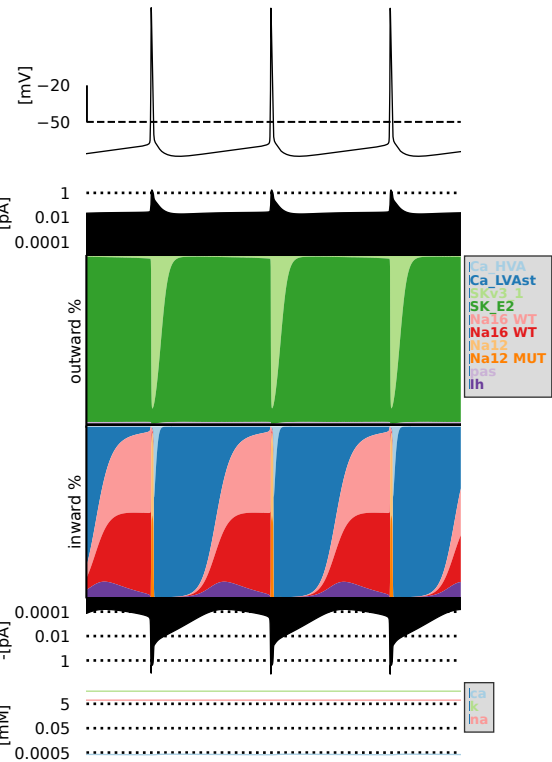 [mV]
−20
−50
[pA]
1
0.01
0.0001
outward %
Ca_HVA
Ca_LVAst
SKv3_1
SK_E2
Na16 WT
Na16 WT
Na12
Na12 MUT
pas
Ih
inward %
-[pA]
0.0001
0.01
1
[mM]
5
0.05
0.0005
ca
k
na